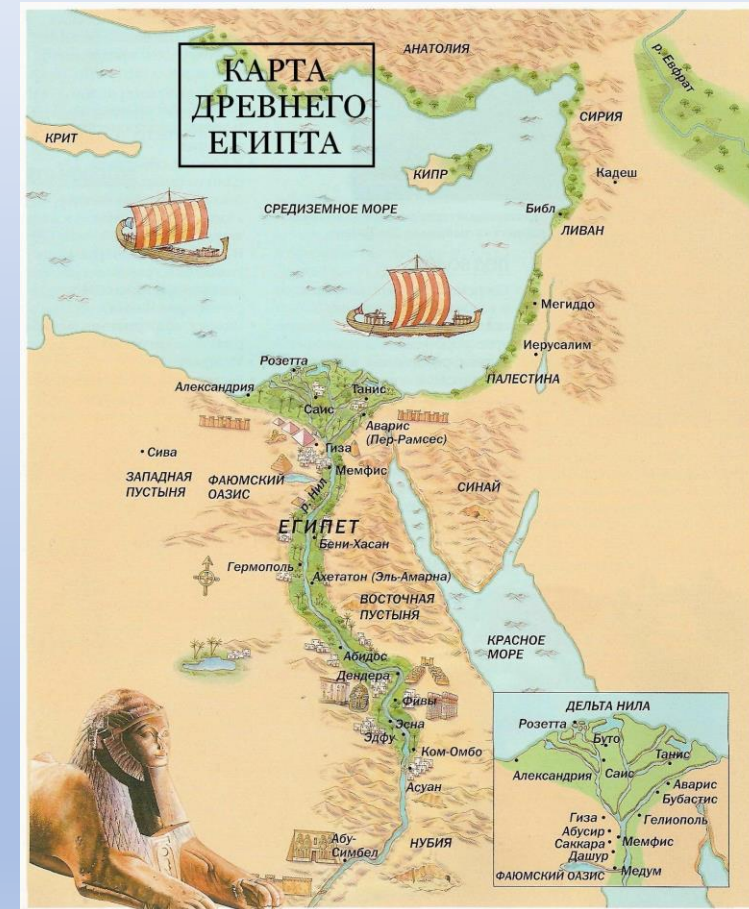 КАРТА
ДРЕВНЕГО
ЕГИПТА
АНАТОЛИЯ
р. Евфрат
КРИТ
СИРИЯ
КИПР
Кадеш
СРЕДИЗЕМНОЕ МОРЕ
Библ
ЛИВАН
Мегиддо
Иерусалим
ПАЛЕСТИНА
Розетта
Александрия
Танис
Саис
Аварис
(Пер-Рамсес)
Гиза
Сива
Мемфис
ЗАПАДНАЯ
ПУСТЫНЯ
ФАЮМСКИЙ
ОАЗИС
р. Нил
СИНАЙ
ЕГИПЕТ
Бени-Хасан
Гермополь
Ахетатон (Эль-Амарна)
ВОСТОЧНАЯ
ПУСТЫНЯ
КРАСНОЕ
МОРЕ
Абидос
Дендера
Фивы
Эсна
Эдфу
Ком-Омбо
Асуан
Абу-
Симбел
НУБИЯ
ДЕЛЬТА НИЛА
Розетта
Буто
Танис
Александрия
Саис
Аварис
Бубастис
Гиза
Гелиополь
Абусир
Саккара
Мемфис
Дашур
Медум
ФАЮМСКИЙ ОАЗИС